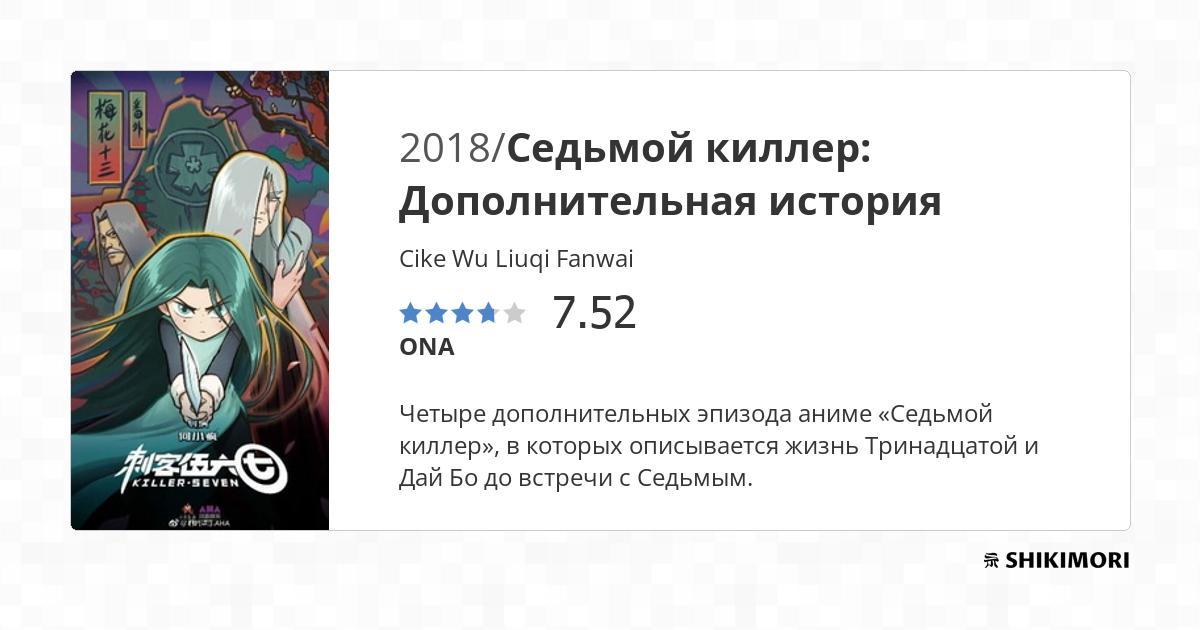 梅花十三
番外
刺客伍六七
KILLER·SEVEN
AHA
2018/Седьмой киллер:
Дополнительная история
Cike Wu Liuqi Fanwai
7.52
ONA
Четыре дополнительных эпизода аниме «Седьмой
киллер», в которых описывается жизнь Тринадцатой и
Дай Бо до встречи с Седьмым.
SHIKIMORI